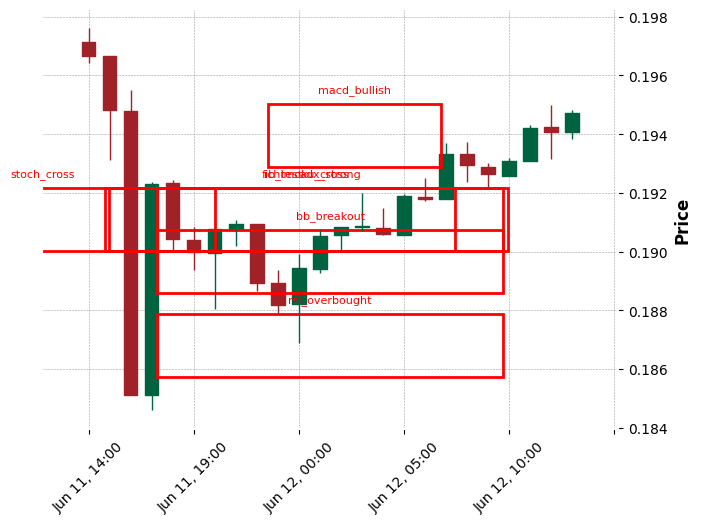 0.198
0.196
macd_bullish
0.194
stoch_cross
0.192
bb_breakout
0.190
Price
0.188
0.186
0.184
Jun 11, 14:00
Jun 11, 19:00
Jun 12, 00:00
Jun 12, 05:00
Jun 12, 10:00